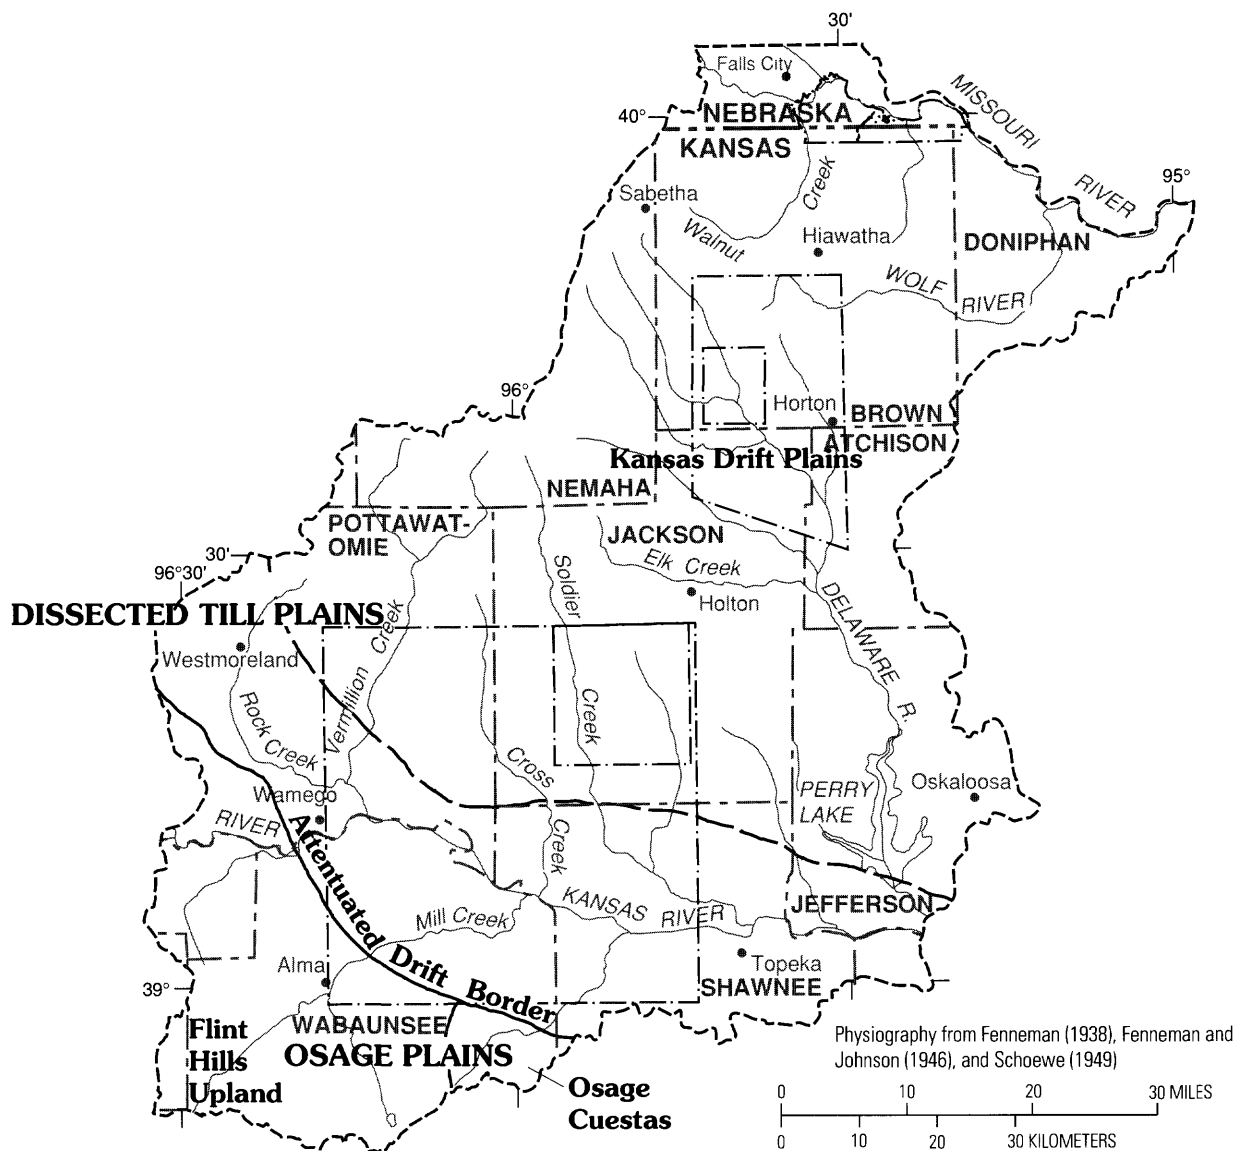 30'
Falls City
MISSOURI
40°
NEBRASKA
KANSAS
RIVER
95°
Sabetha
Creek
Walnut
Hiawatha
DONIPHAN
WOLF
RIVER
96°
Horton
BROWN
ATCHISON
Kansas Drift Plains
NEMAHA
POTTAWAT-
OMIE
JACKSON
30'
96°30'
Elk Creek
Soldier
Holton
DISSECTED TILL PLAINS
Creek
DELAWARE R.
Westmoreland
Vermillion
Rock Creek
Creek
Cross
PERRY
LAKE
Oskaloosa
Wamego
RIVER
Creek
Attentuated Drift Border
KANSAS RIVER
JEFFERSON
Mill Creek
Alma
Topeka
39°
SHAWNEE
WABAUNSEE
Flint
Hills
Upland
OSAGE PLAINS
Osage
Cuestas
Physiography from Fenneman (1938), Fenneman and
Johnson (1946), and Schoewe (1949)
0 10 20 30 MILES
0 10 20 30 KILOMETERS